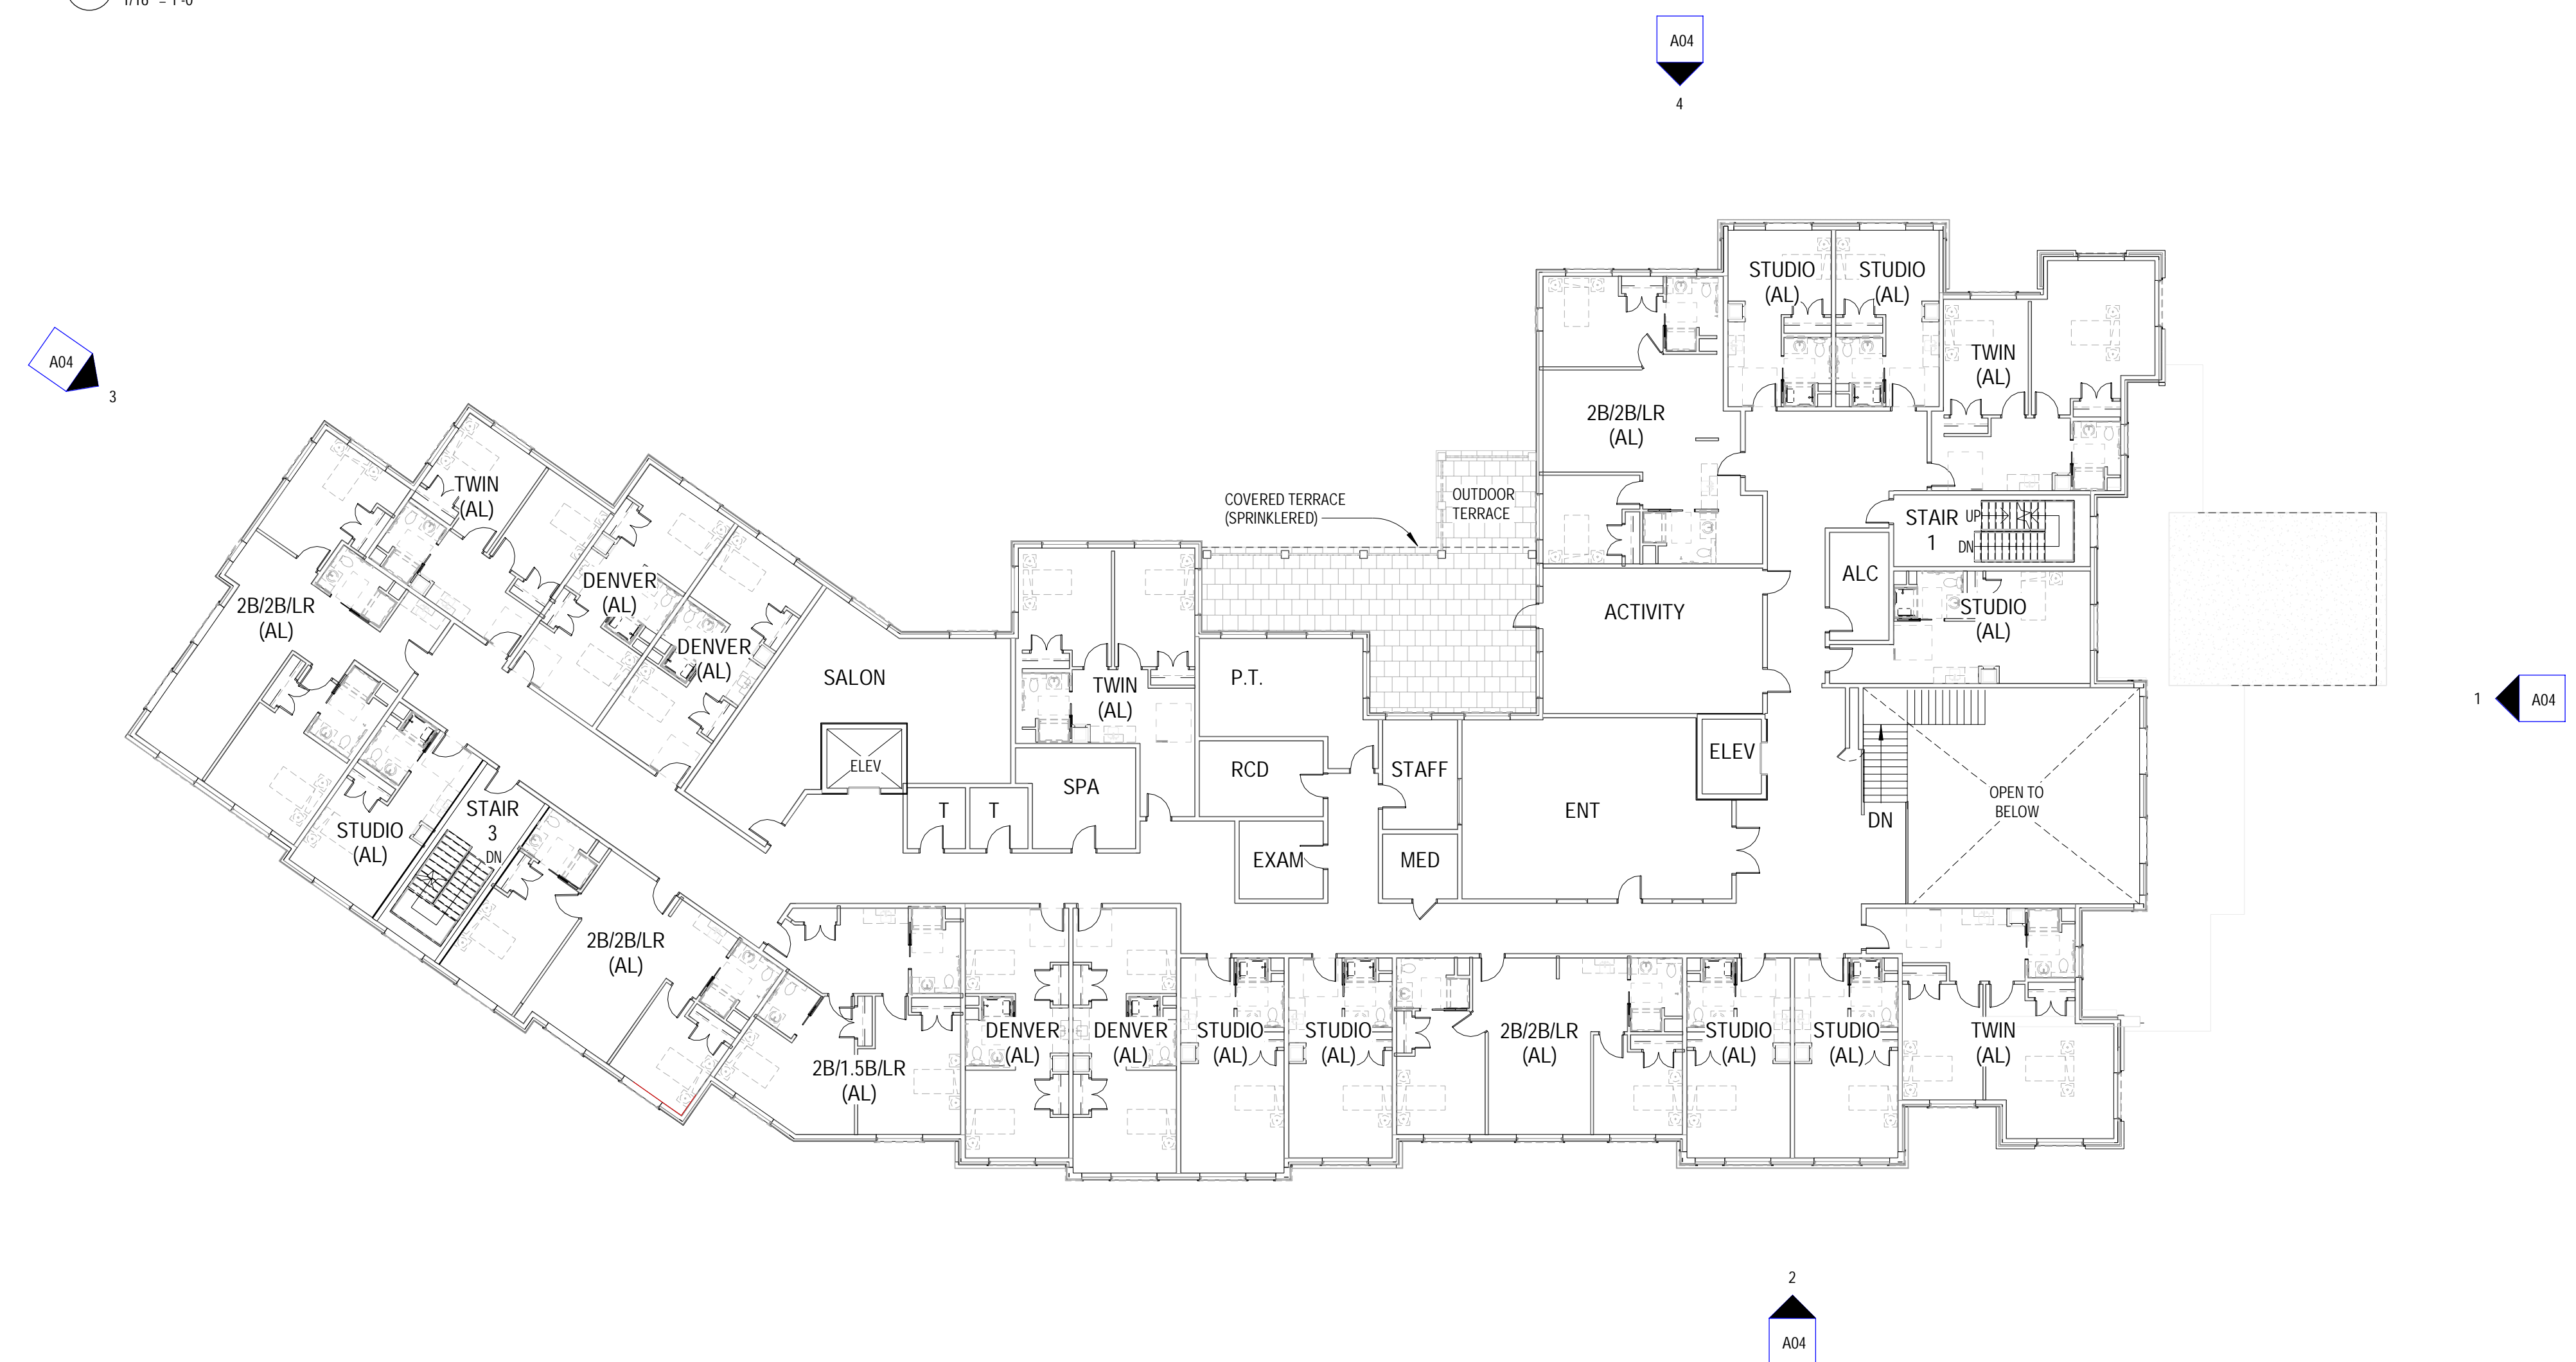 1/16" = 1'-0"
A04
4
STUDIO
(AL)
STUDIO
(AL)
A04
3
TWIN
(AL)
2B/2B/LR
(AL)
TWIN
(AL)
COVERED TERRACE
(SPRINKLERED)
OUTDOOR
TERRACE
STAIR
1
UP
DN
DENVER
(AL)
ALC
2B/2B/LR
(AL)
STUDIO
(AL)
ACTIVITY
DENVER
(AL)
SALON
TWIN
(AL)
P.T.
1
A04
ELEV
ELEV
RCD
STAFF
SPA
OPEN TO
BELOW
STAIR
3
DN
T
T
ENT
DN
STUDIO
(AL)
EXAM
MED
2B/2B/LR
(AL)
2B/1.5B/LR
(AL)
DENVER
(AL)
DENVER
(AL)
STUDIO
(AL)
STUDIO
(AL)
2B/2B/LR
(AL)
STUDIO
(AL)
STUDIO
(AL)
TWIN
(AL)
2
A04